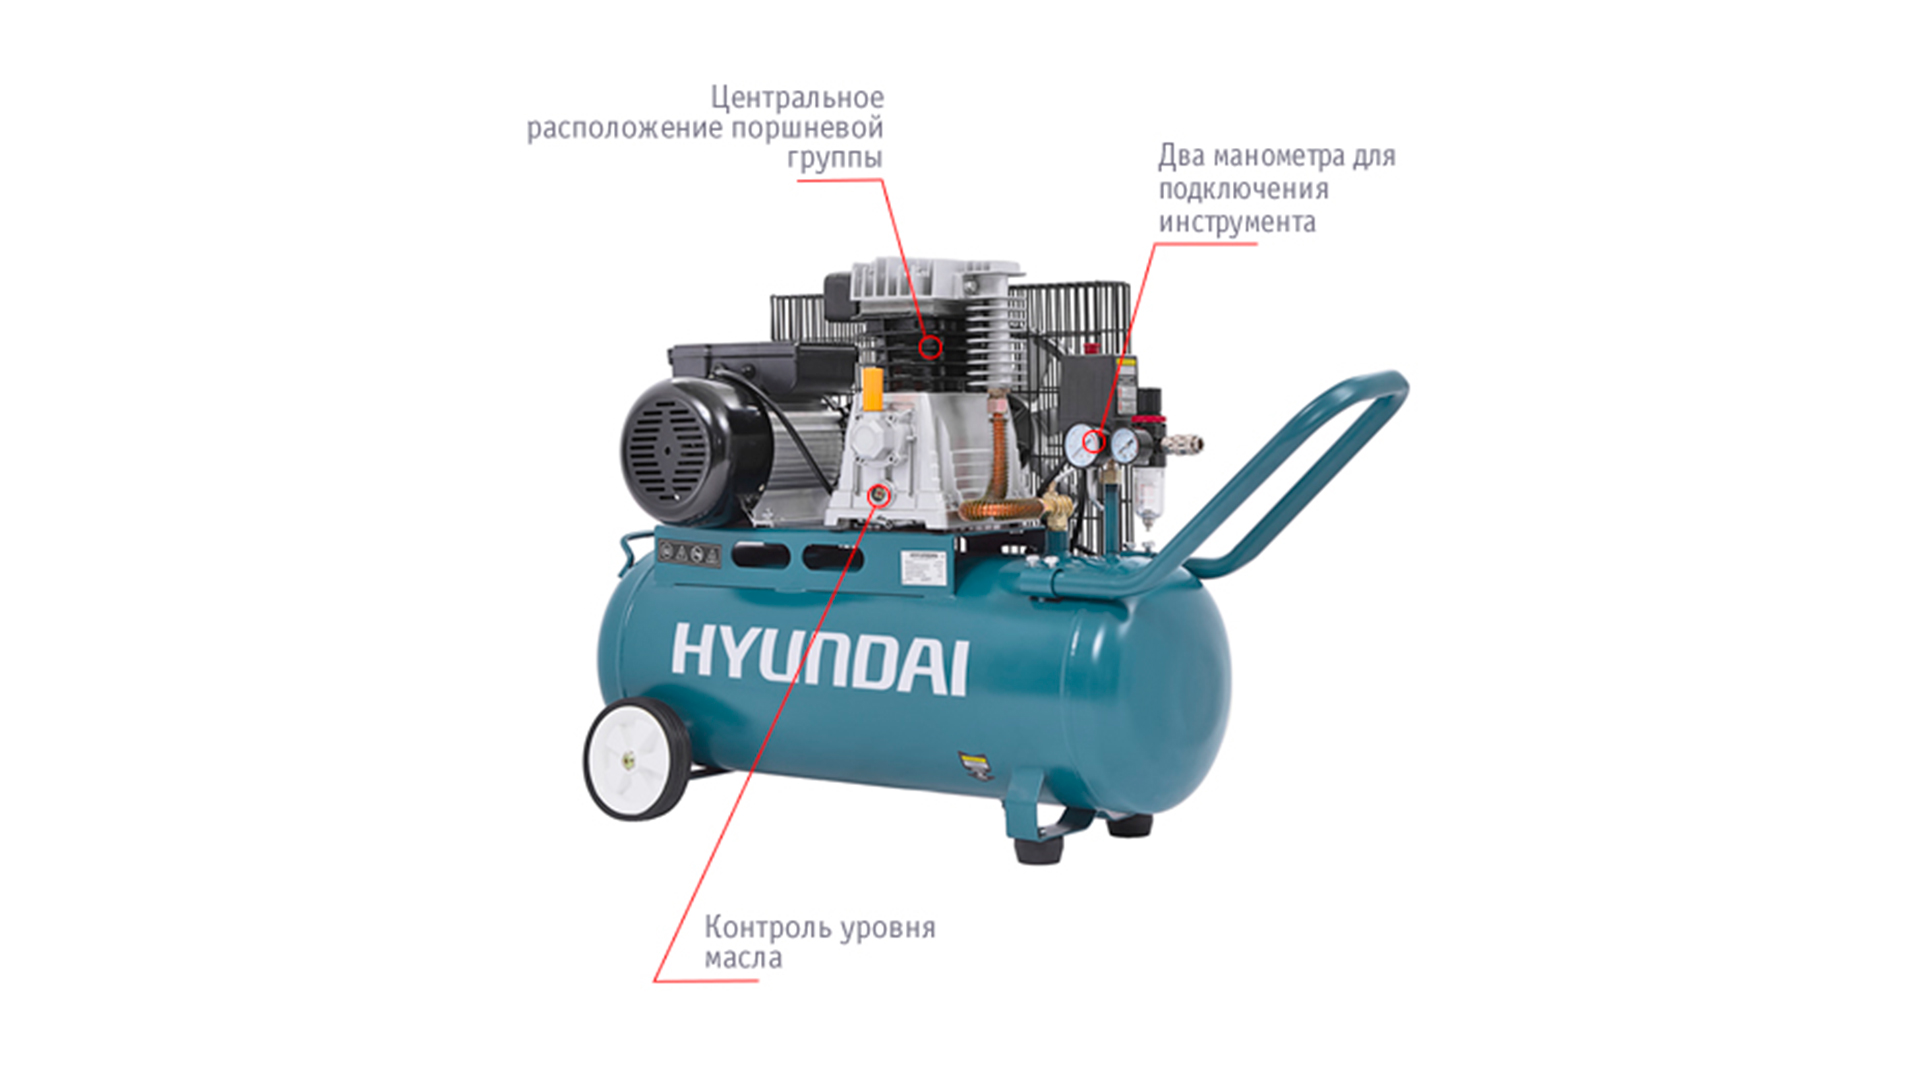 Центральное
расположение поршневой
группы
Два манометра для
подключения
инструмента
HYUNDAI
Контроль уровня
масла